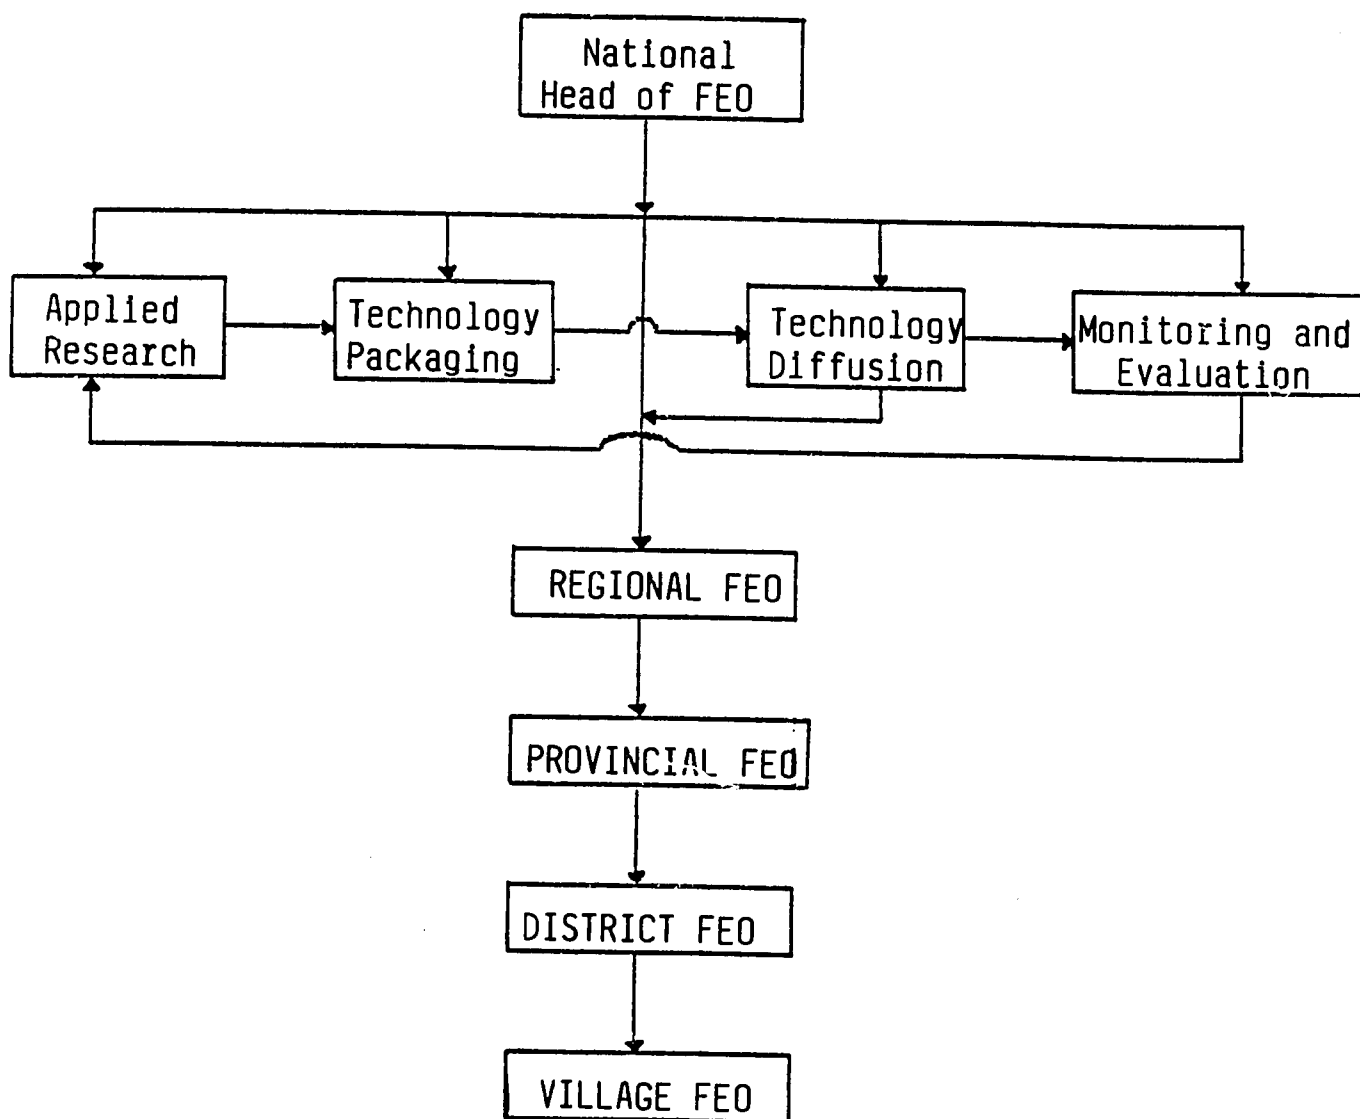 National
Head of FEO
Applied
Research
Technology
Packaging
Technology
Diffusion
Monitoring and
Evaluation
REGIONAL FEO
PROVINCIAL FEO
DISTRICT FEO
VILLAGE FEO